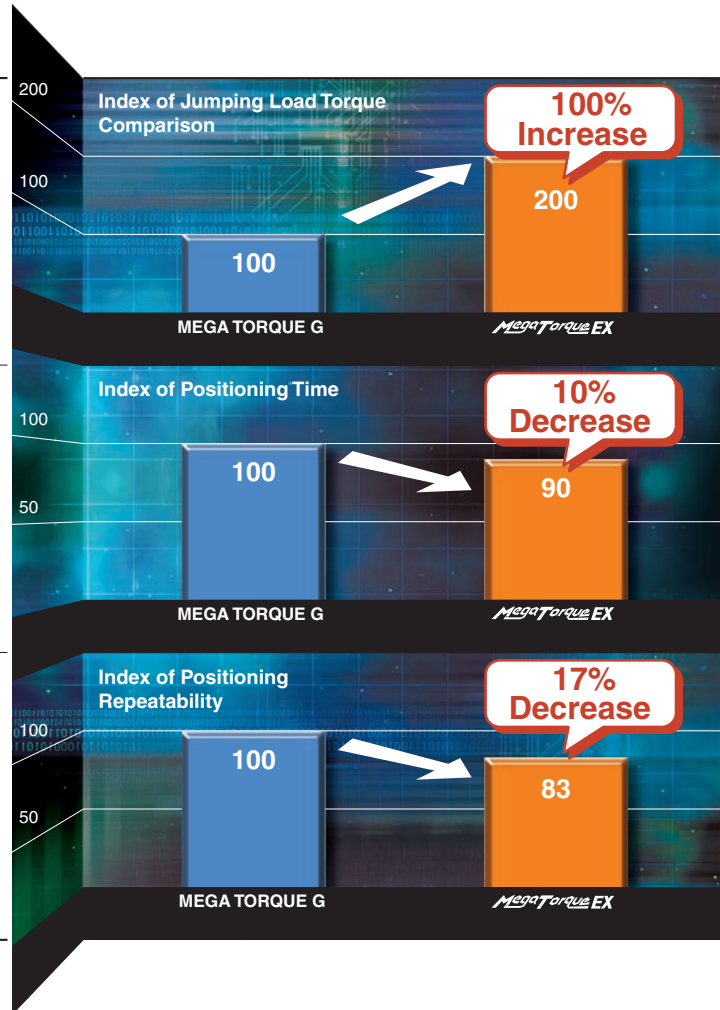 200
Index of Jumping Load Torque
Comparison
100%
Increase
100
200
100
MEGA TORQUE G
MegaTorque EX
Index of Positioning Time
10%
Decrease
100
100
90
50
MEGA TORQUE G
MegaTorque EX
Index of Positioning
Repeatability
17%
Decrease
100
100
83
50
MEGA TORQUE G
MegaTorque EX